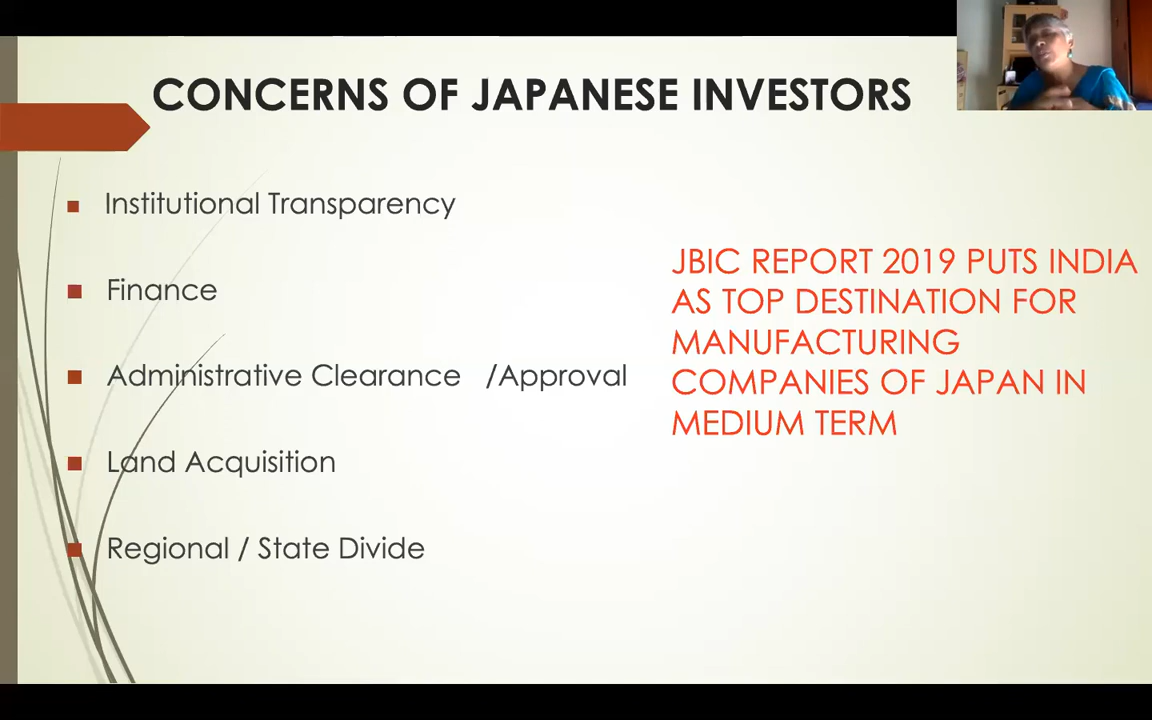 CONCERNS OF JAPANESE INVESTORS
Institutional Transparency
Finance
Administrative Clearance /Approval
Land Acquisition
Regional / State Divide
JBIC REPORT 2019 PUTS INDIA
AS TOP DESTINATION FOR
MANUFACTURING
COMPANIES OF JAPAN IN
MEDIUM TERM